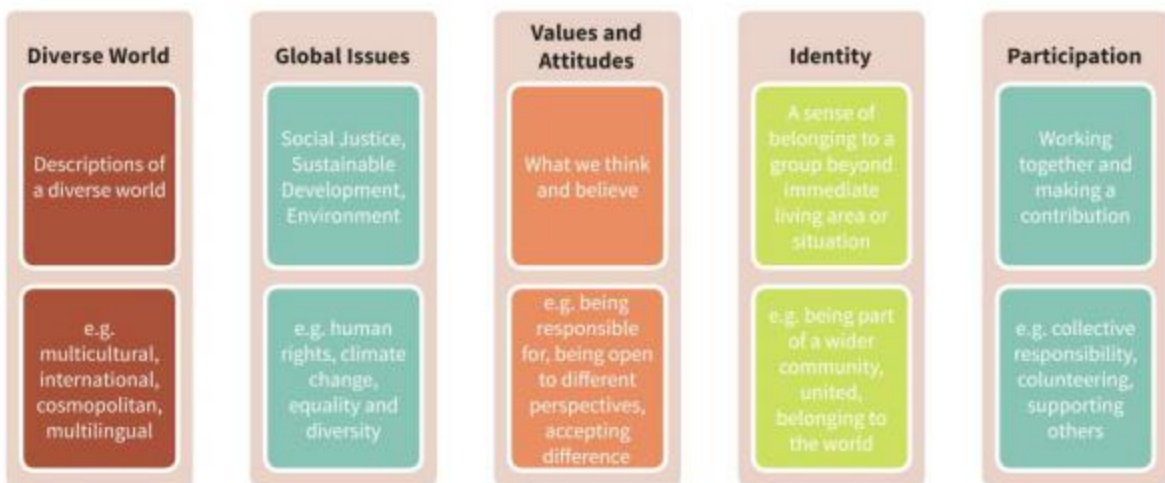 Diverse World
Descriptions of
a diverse world
e.g.
multicultural,
international,
cosmopolitan,
multilingual
Global Issues
Social Justice,
Sustainable
Development,
Environment
e.g. human
rights, climate
change,
equality and
diversity
Values and
Attitudes
What we think
and believe
e.g. being
responsible
for, being open
to different
perspectives,
accepting
difference
Identity
A sense of
belonging to a
group beyond
immediate
living area or
situation
e.g. being part
of a wider
community,
united,
belonging to
the world
Participation
Working
together and
making a
contribution
e.g. collective
responsibility,
colunteering,
supporting
others